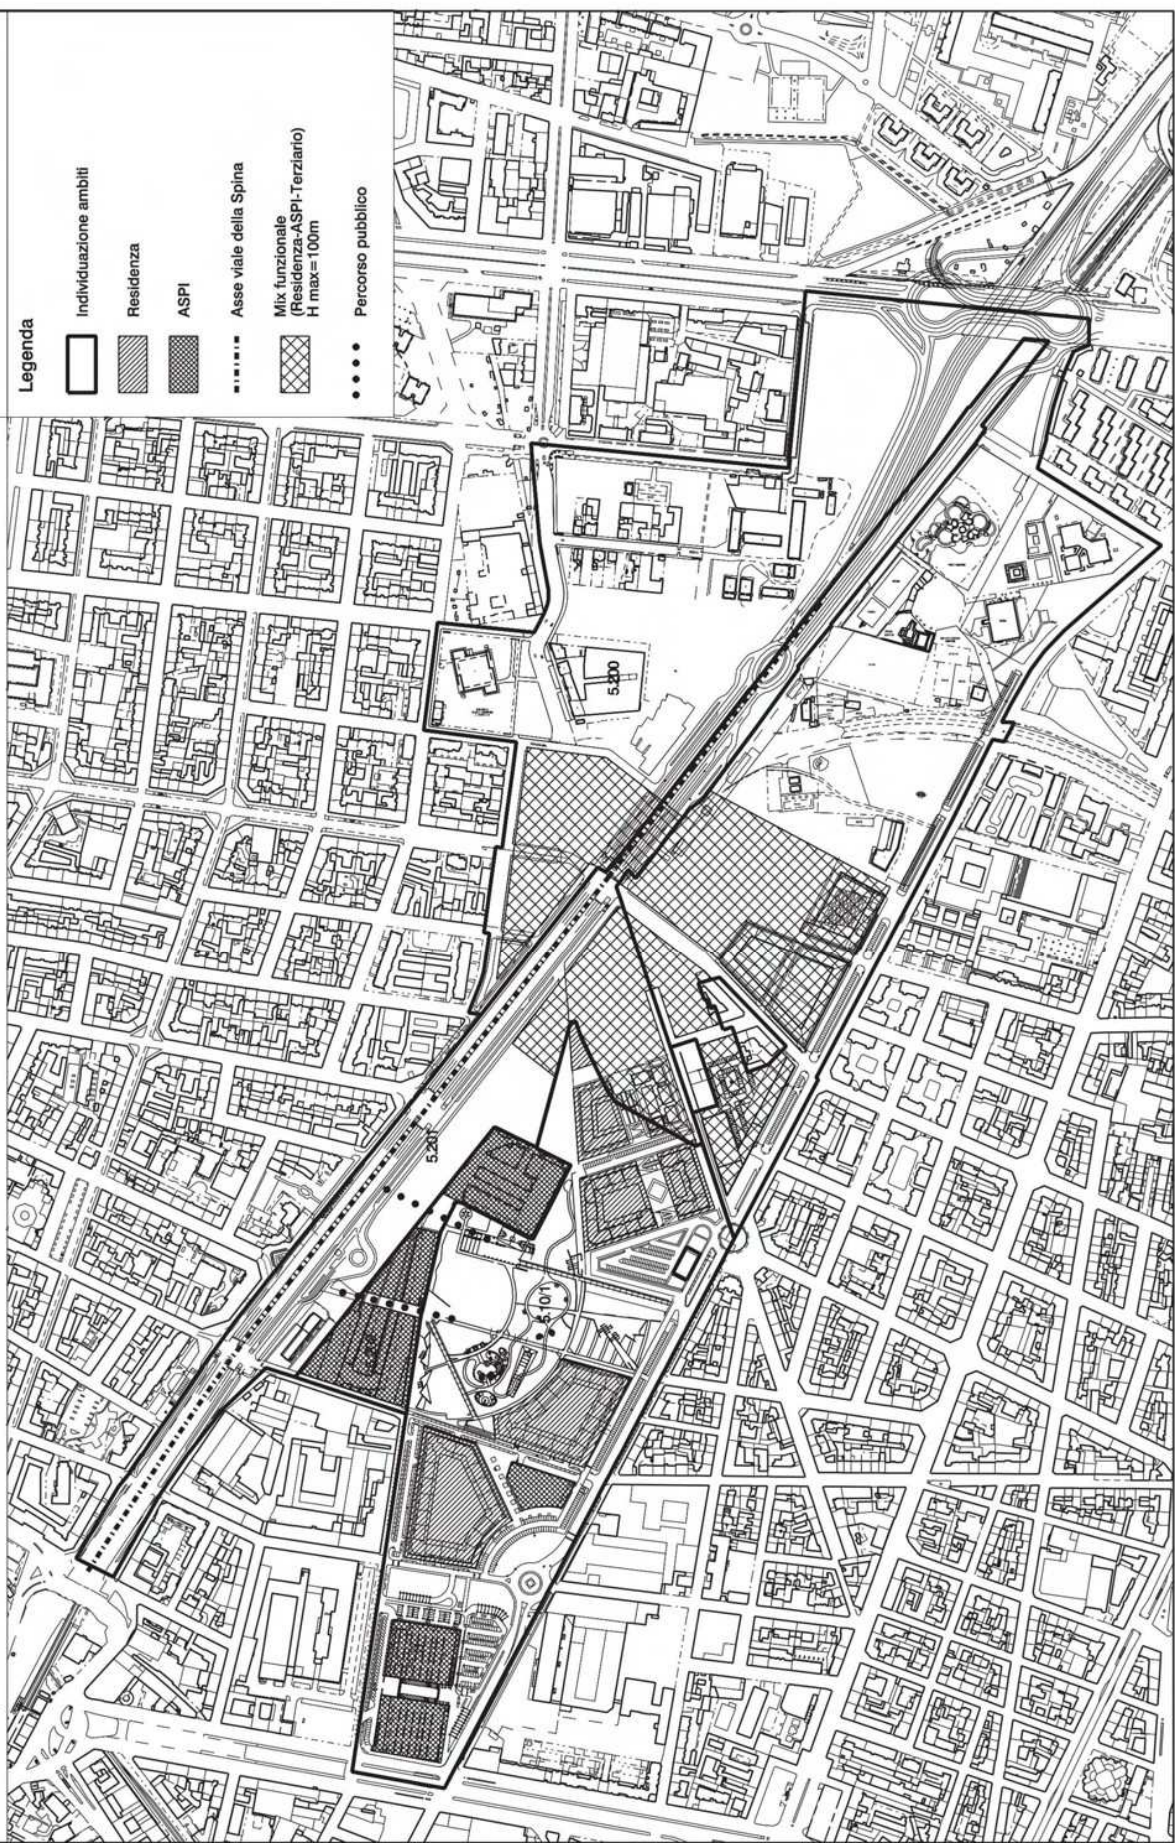 Legenda
Individuazione ambiti
Residenza
ASPI
Asse viale della Spina
Mix funzionale
(Residenza-ASPI-Terziario)
H max=100m
Percorso pubblico
5.200
5.201